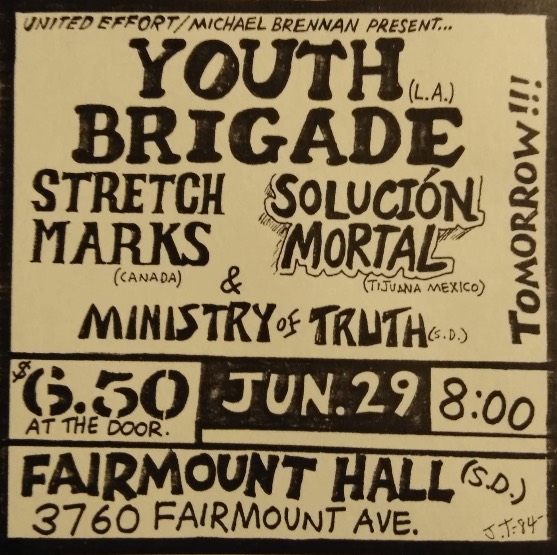 UNITED EFFORT/MICHAEL BRENNAN PRESENT...
YOUTH
(L.A.)
BRIGADE
STRETCH
MARKS
(CANADA)
SOLUCIÓN
MORTAL
(TIJUANA MEXICO)
&
MINISTRY OF TRUTH (S.D.)
TOMORROW!!!
$6.50
AT THE DOOR.
JUN. 29
8:00
FAIRMOUNT HALL (S.D.)
3760 FAIRMOUNT AVE.
J.T.-84